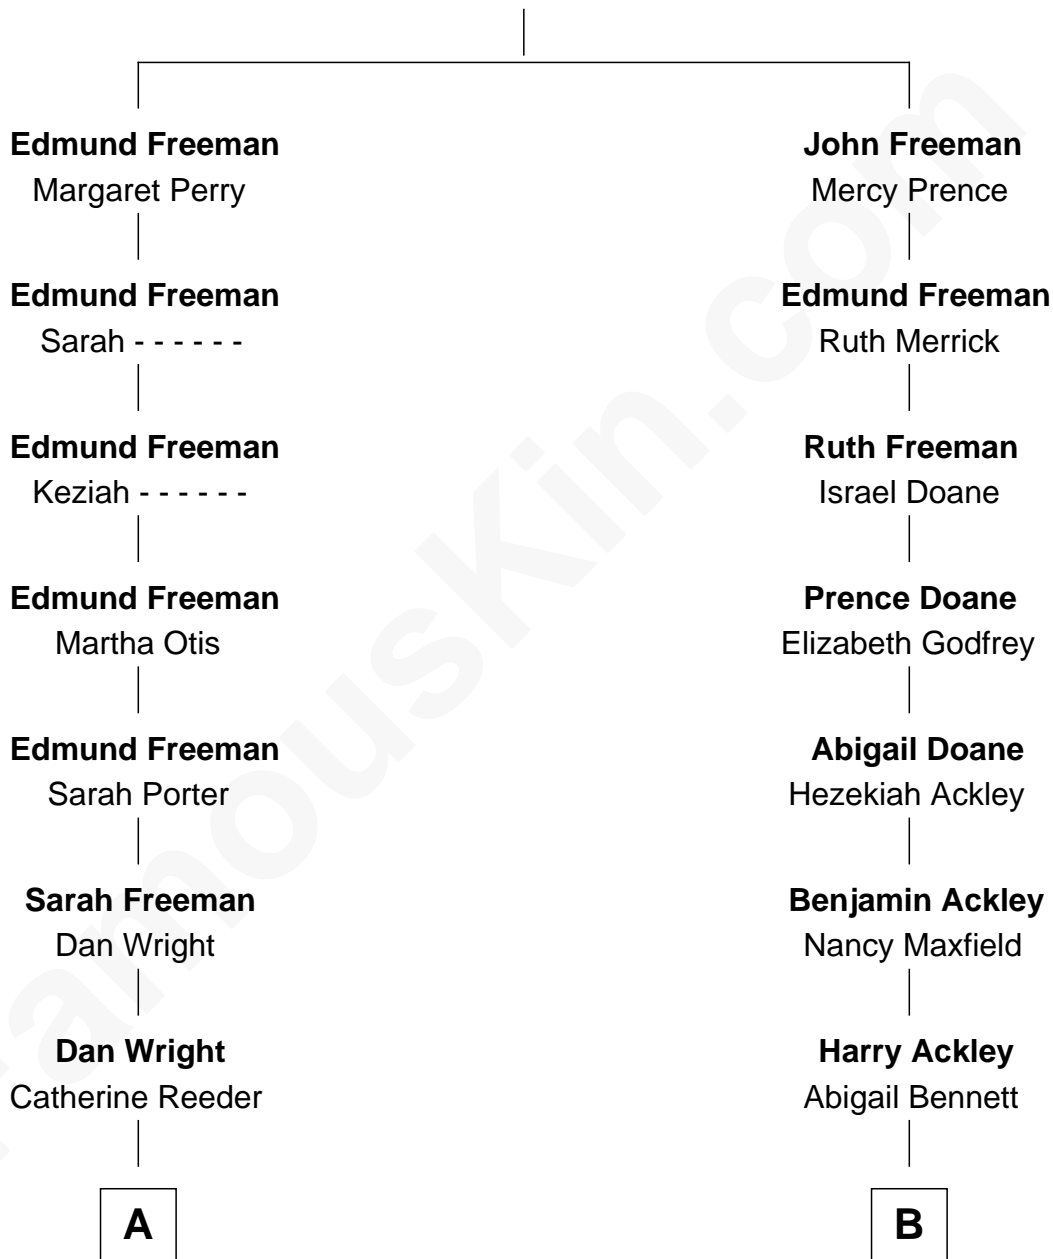 Edmund Freeman
Margaret Perry
Edmund Freeman
Sarah - - - - - -
Edmund Freeman
Keziah - - - - - -
Edmund Freeman
Martha Otis
Edmund Freeman
Sarah Porter
Sarah Freeman
Dan Wright
Dan Wright
Catherine Reeder
A
John Freeman
Mercy Prence
Edmund Freeman
Ruth Merrick
Ruth Freeman
Israel Doane
Prence Doane
Elizabeth Godfrey
Abigail Doane
Hezekiah Ackley
Benjamin Ackley
Nancy Maxfield
Harry Ackley
Abigail Bennett
B
FamousKin.com